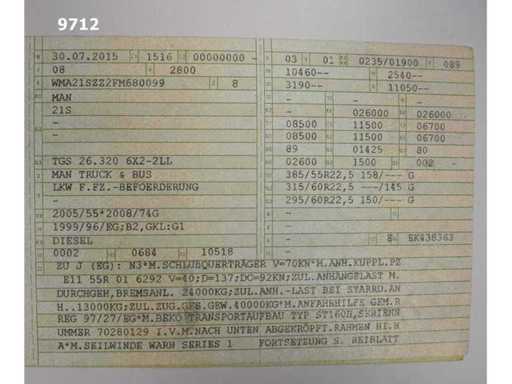 9712
30.07.2015 1516 00000000 - 03 01 0235/01900 089
08 2800 10460-- 2540--
WMA21SZZ2FM680099 8 3190-- 11050--
MAN - - -
21S - 026000 026000
08500 11500 06700
- 08500 11500 06700
89 01425 80
TGS 26.320 6X2-2LL 02600 1500 002 -
MAN TRUCK & BUS 385/55R22,5 158/--- G
LKW F.FZ.-BEFOERDERUNG 315/60R22,5 ---/145 G
- 295/60R22,5 150/--- G
2005/55*2008/74G -
1999/96/EG;B2,GKL:G1 -
DIESEL - 8 SK438363
0002 0684 10518
ZU J (EG): N3*M.SCHLUßQUERTRÄGER V=70KN*M.ANH.KUPPL.PZ
E11 55R 01 6292 V=40;D=137;DC=92KN;ZUL.ANHANGELAST M.
DURCHGEH,BREMSANL. 24000KG;ZUL.ANH.-LAST BEI STARRD.AN
H..13000KG;ZUL.ZUG.GES.GEW.40000KG*M.ANFAHRHILFE GEM.R
REG 97/27/EG*M.BEKO TRANSPORTAUFBAU TYP ST160H,SERIENN
UMMER 70280129 I.V.M.NACH UNTEN ABGEKRÖPFT.RAHMEN HI.H
A*M.SEILWINDE WARN SERIES 1 FORTSETZUNG S. BEIBLATT